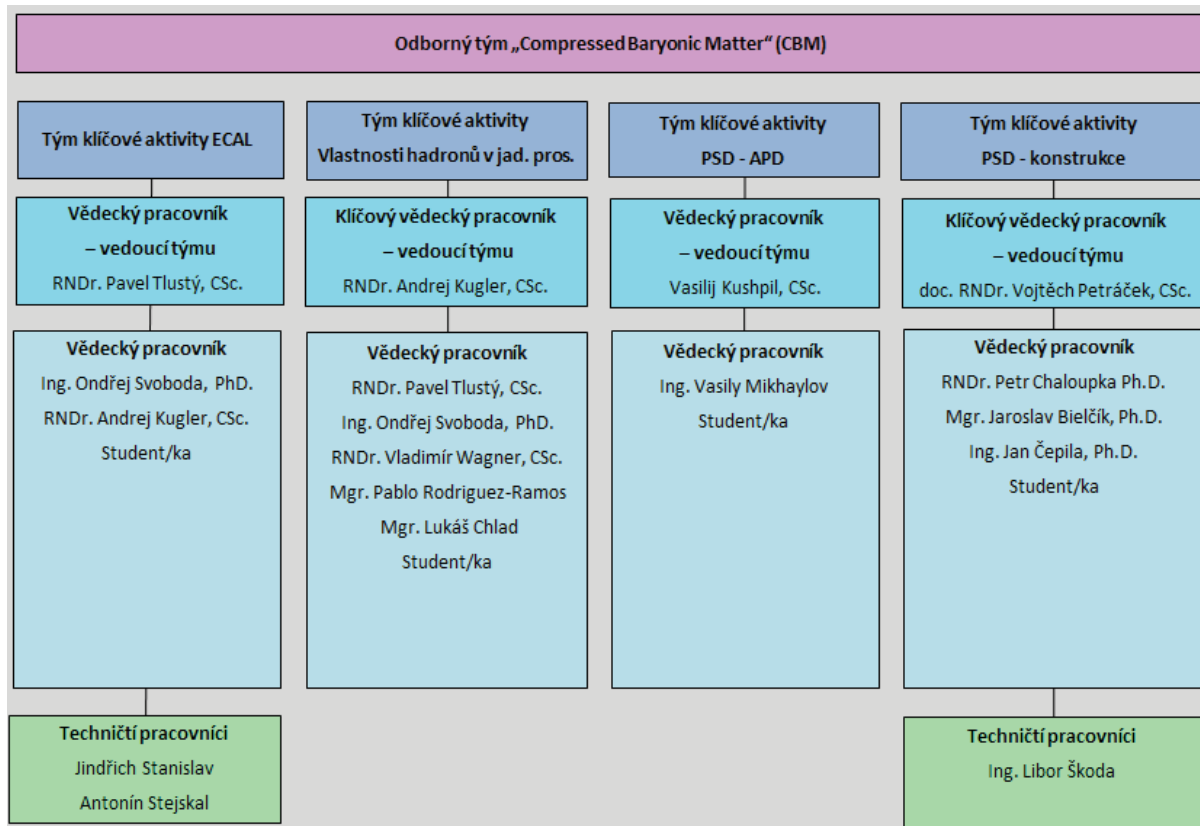 Odborný tým „Compressed Baryonic Matter“ (CBM)
Tým klíčové aktivity ECAL
Vědecký pracovník
– vedoucí týmu
RNDr. Pavel Tlustý, CSc.
Vědecký pracovník
Ing. Ondřej Svoboda, PhD.
RNDr. Andrej Kugler, CSc.
Student/ka
Techničtí pracovníci
Jindřich Stanislav
Antonín Stejskal
Tým klíčové aktivity
Vlastnosti hadronů v jad. pros.
Klíčový vědecký pracovník
– vedoucí týmu
RNDr. Andrej Kugler, CSc.
Vědecký pracovník
RNDr. Pavel Tlustý, CSc.
Ing. Ondřej Svoboda, PhD.
RNDr. Vladimír Wagner, CSc.
Mgr. Pablo Rodriguez-Ramos
Mgr. Lukáš Chlad
Student/ka
Tým klíčové aktivity
PSD - APD
Vědecký pracovník
– vedoucí týmu
Vasilij Kushpil, CSc.
Vědecký pracovník
Ing. Vasily Mikhaylov
Student/ka
Tým klíčové aktivity
PSD - konstrukce
Klíčový vědecký pracovník
– vedoucí týmu
doc. RNDr. Vojtěch Petráček, CSc.
Vědecký pracovník
RNDr. Petr Chaloupka Ph.D.
Mgr. Jaroslav Bielčík, Ph.D.
Ing. Jan Čepila, Ph.D.
Student/ka
Techničtí pracovníci
Ing. Libor Škoda